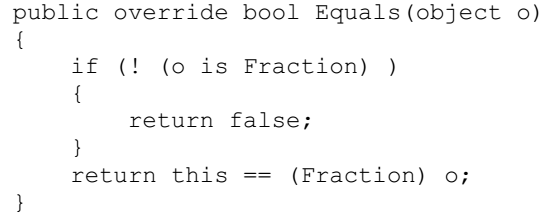 public override bool Equals(object o)
{
    if (! (o is Fraction) )
    {
        return false;
    }
    return this == (Fraction) o;
}